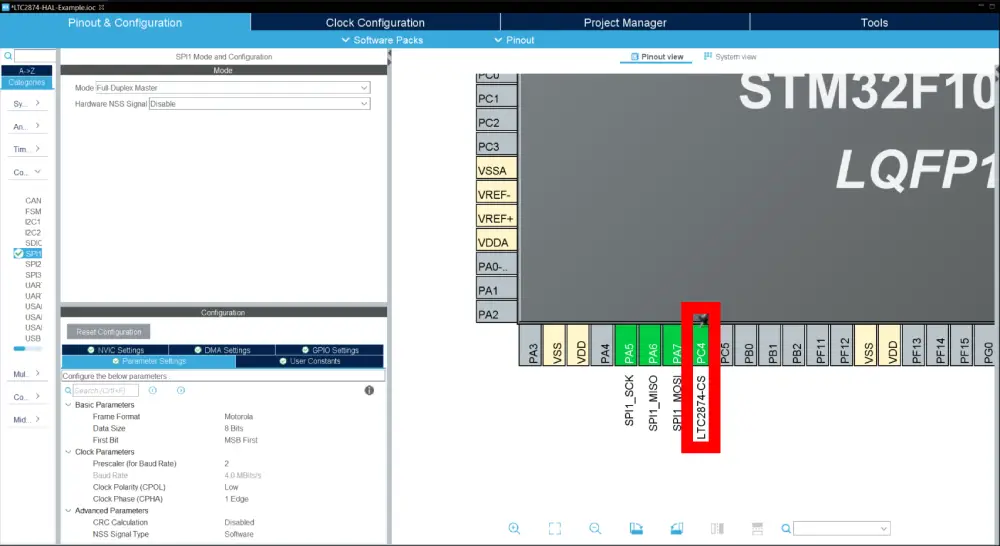 *LTC2874-HAL-Example.ioc
Pinout & Configuration
Clock Configuration
Project Manager
Tools
Software Packs
Pinout
A->Z
Categories
Sy...
An...
Tim...
Co...
CAN
FSM
I2C1
I2C2
SDIO
SPI1
SPI2
SPI3
UAR
UAR
USA
USA
USA
USB
Mul...
Co...
Mid...
SPI1 Mode and Configuration
Mode
Mode Full-Duplex Master
Hardware NSS Signal Disable
Configuration
Reset Configuration
NVIC Settings
DMA Settings
GPIO Settings
Parameter Settings
User Constants
Configure the below parameters
Search (Ctrl+F)
Basic Parameters
Frame Format Motorola
Data Size 8 Bits
First Bit MSB First
Clock Parameters
Prescaler (for Baud Rate) 2
Baud Rate 4.0 MBits/s
Clock Polarity (CPOL) Low
Clock Phase (CPHA) 1 Edge
Advanced Parameters
CRC Calculation Disabled
NSS Signal Type Software
Pinout view
System view
STM32F10
LQFP1
PC0
PC1
PC2
PC3
VSSA
VREF-
VREF+
VDDA
PA0-..
PA1
PA2
PA3
VSS
VDD
PA4
PA5
PA6
PA7
PC4
PC5
PB0
PB1
PB2
PF11
PF12
VSS
VDD
PF13
PF14
PF15
PG0
SPI1_SCK
SPI1_MISO
SPI1_MOSI
LTC2874-CS